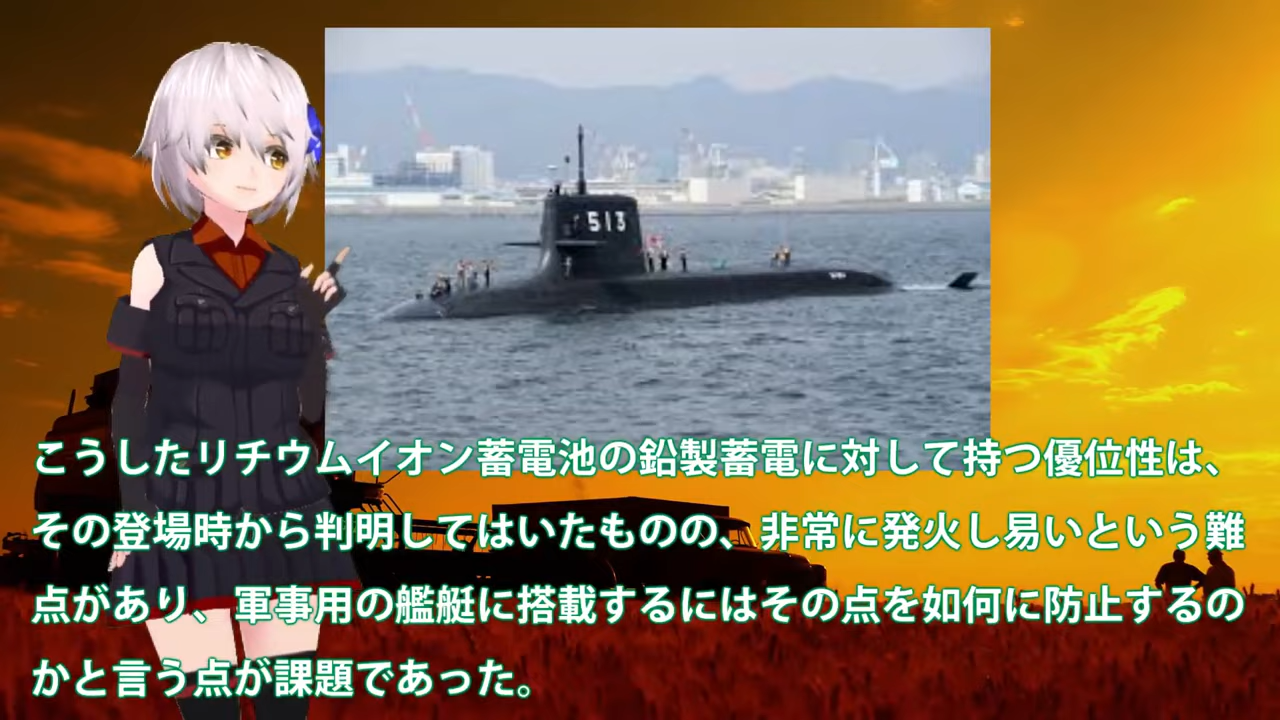 513
こうしたリチウムイオン蓄電池の鉛製蓄電に対して持つ優位性は、
その登場時から判明してはいたものの、非常に発火し易いという難
点があり、軍事用の艦艇に搭載するにはその点を如何に防止するの
かと言う点が課題であった。